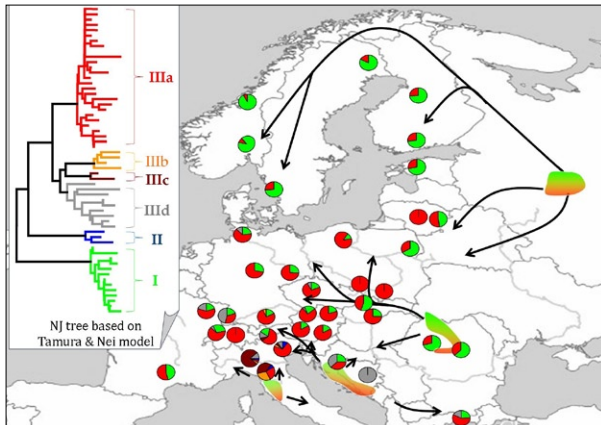 IIIa
IIIb
IIIc
IIId
II
I
NJ tree based on
Tamura & Nei model